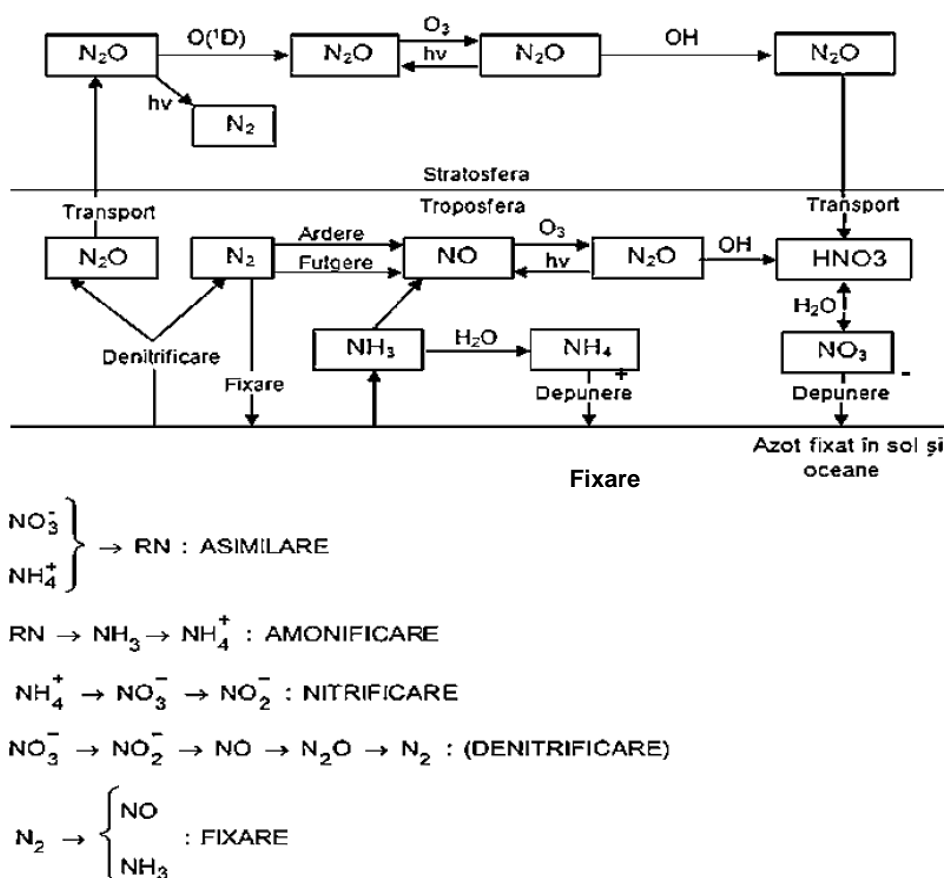 N₂O O(¹D) N₂O O₃ hv N₂O OH N₂O
hv N₂
Stratosfera
Transport Troposfera Transport
N₂O N₂ Ardere Fulgere NO O₃ hv N₂O OH HNO3
H₂O
Denitrificare Fixare NH₃ H₂O NH₄ + NO₃ -
Depunere Depunere
Azot fixat în sol și
oceane
Fixare
NO₃⁻
NH₄⁺ } → RN : ASIMILARE
RN → NH₃ → NH₄⁺ : AMONIFICARE
NH₄⁺ → NO₃⁻ → NO₂⁻ : NITRIFICARE
NO₃⁻ → NO₂⁻ → NO → N₂O → N₂ : (DENITRIFICARE)
N₂ → { NO
NH₃ : FIXARE